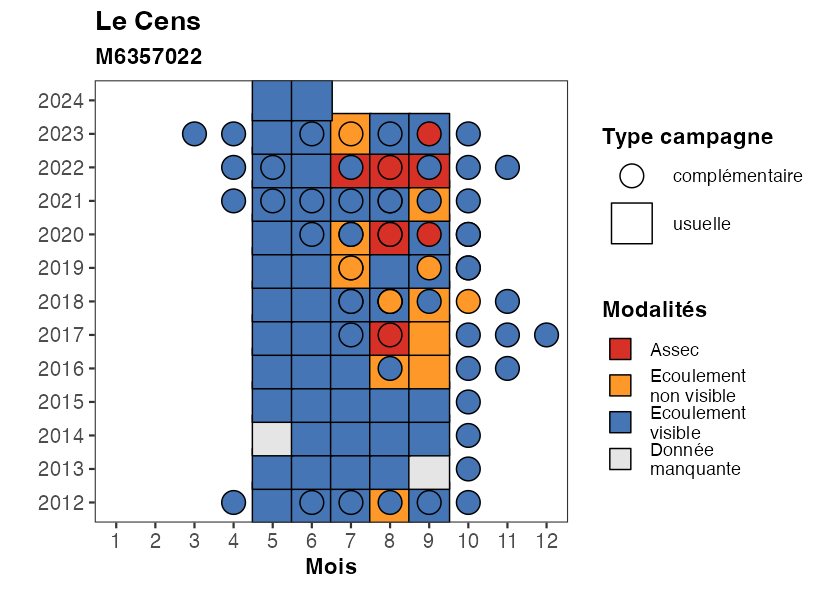 Le Cens
M6357022
2024
2023
2022
2021
2020
2019
2018
2017
2016
2015
2014
2013
2012
1 2 3 4 5 6 7 8 9 10 11 12
Mois
Type campagne
complémentaire
usuelle
Modalités
Assec
Ecoulement
non visible
Ecoulement
visible
Donnée
manquante